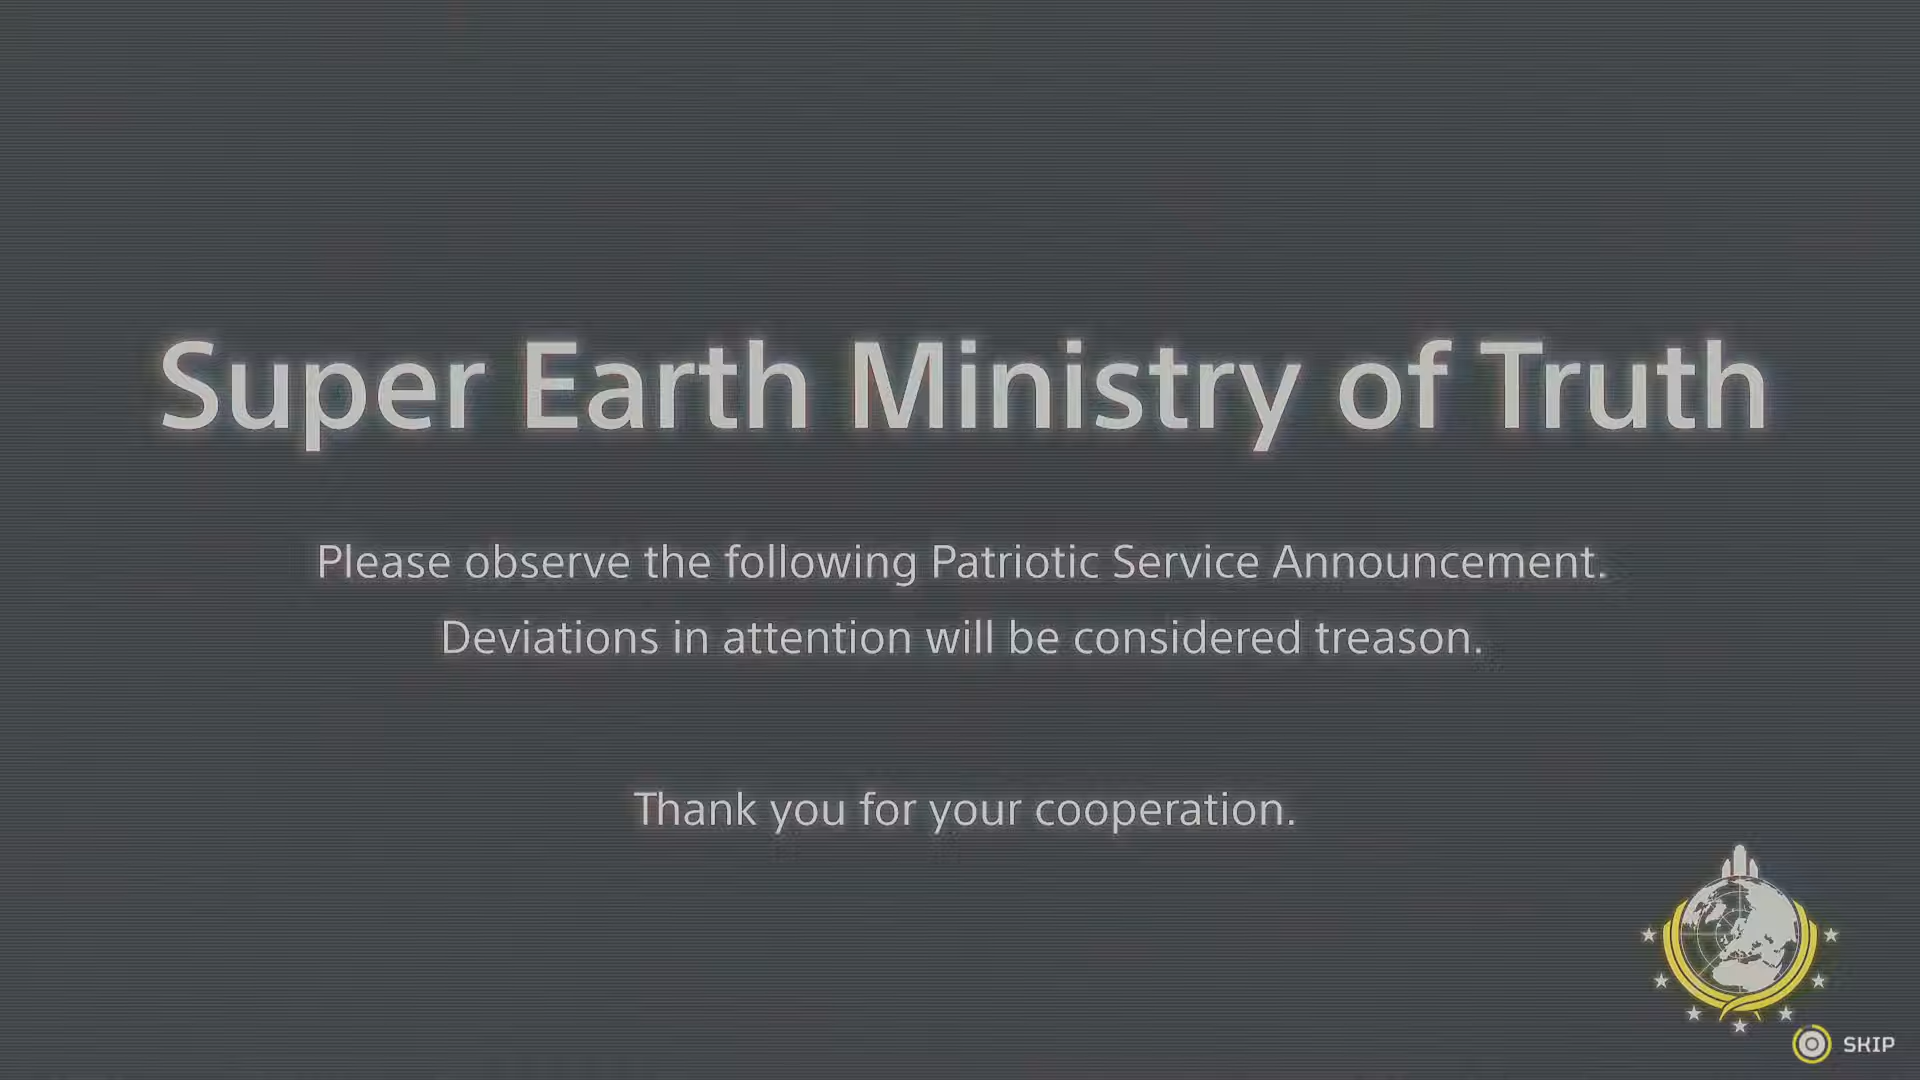 Super Earth Ministry of Truth
Please observe the following Patriotic Service Announcement.
Deviations in attention will be considered treason.
Thank you for your cooperation.
SKIP